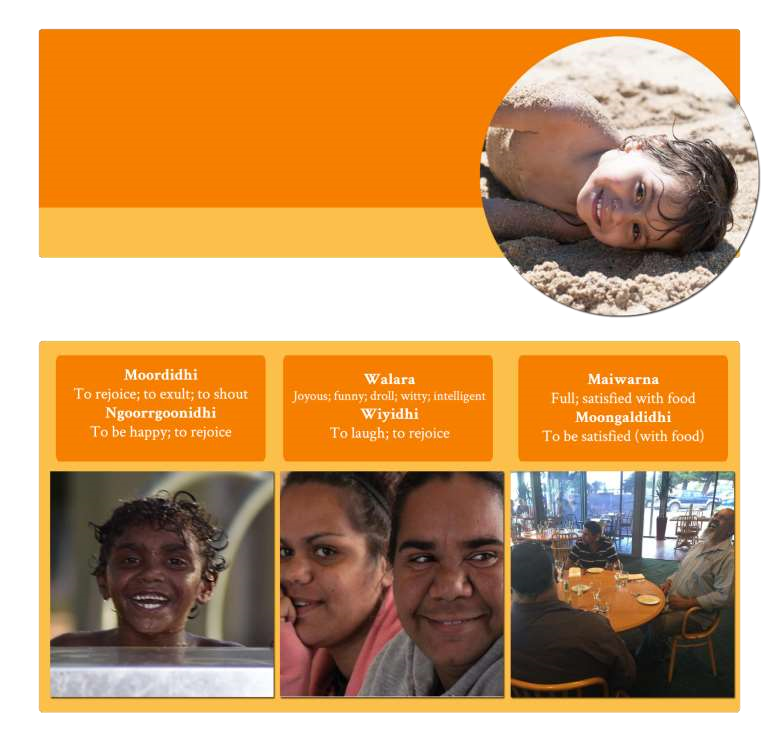 Moordidhi
To rejoice; to exult; to shout
Ngoorrgoonidhi
To be happy; to rejoice
Walara
Joyous; funny; droll; witty; intelligent
Wiyidhi
To laugh; to rejoice
Maiwarna
Full; satisfied with food
Moongaldidhi
To be satisfied (with food)